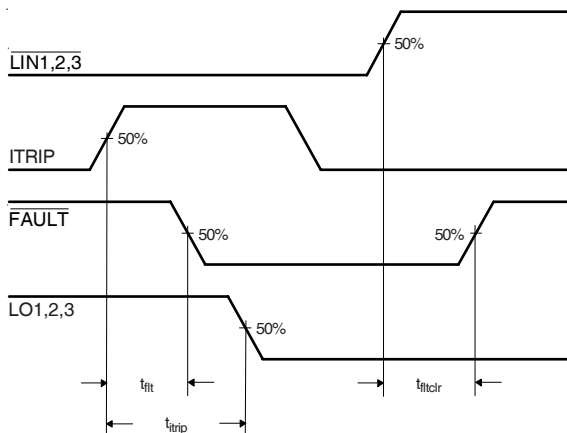 50%
LIN1,2,3
50%
ITRIP
FAULT
50%
50%
LO1,2,3
50%
tflt
tfltclr
titrip